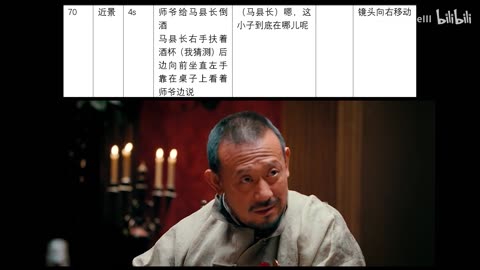 70
近景
4s
师爷给马县长倒
酒
马县长右手扶着
酒杯（我猜测）后
边向前坐直左手
靠在桌子上看着
师爷边说
（马县长）嗯，这
小子到底在哪儿呢
镜头向右移动
elll bilibili